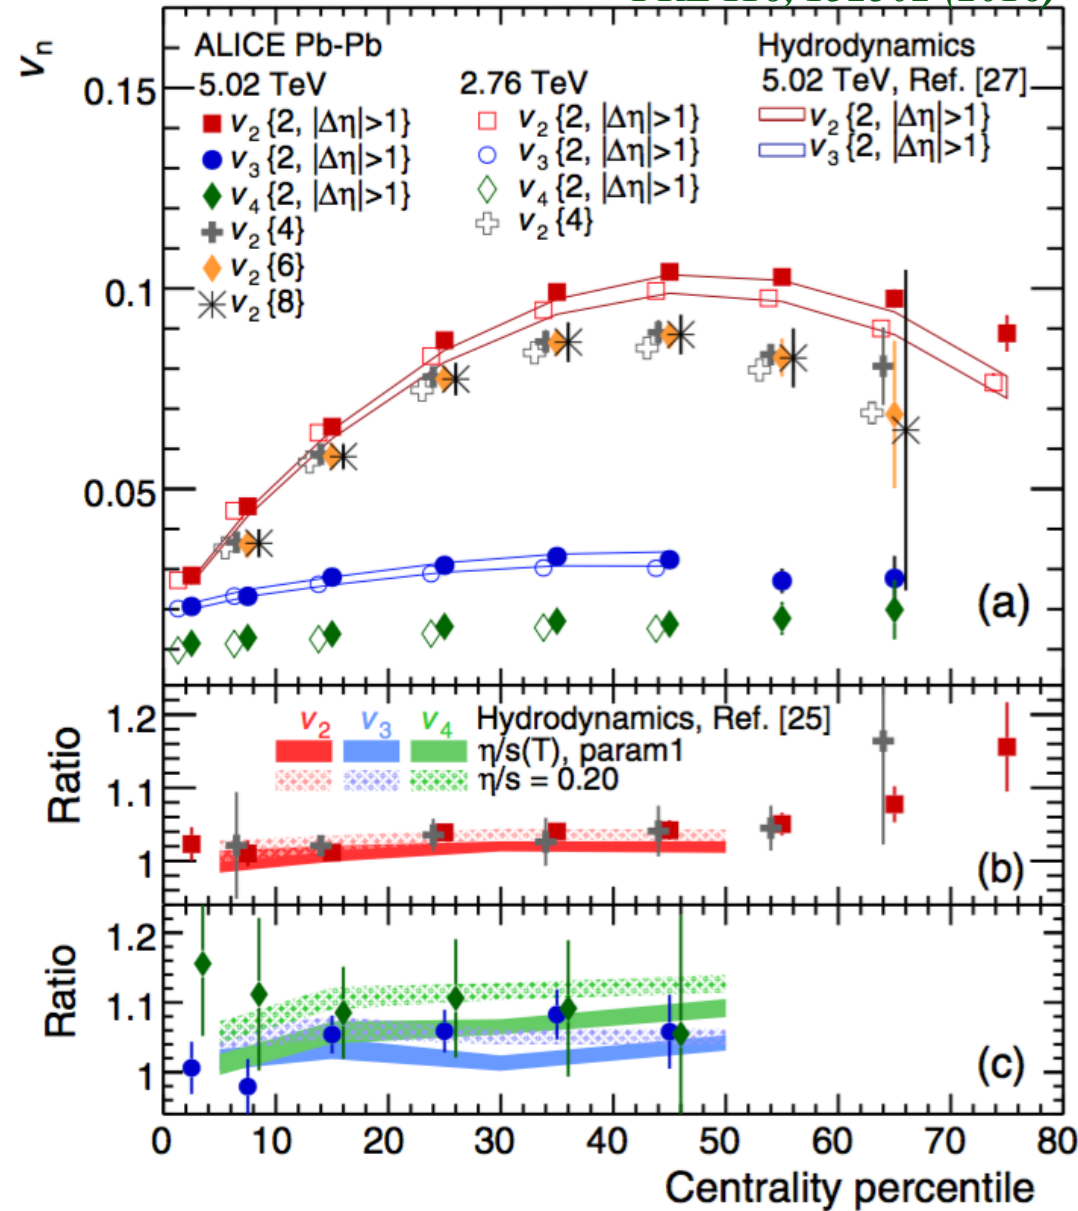 vn
ALICE Pb-Pb
5.02 TeV
v2{2, |Δη|>1}
v3{2, |Δη|>1}
v4{2, |Δη|>1}
v2{4}
v2{6}
v2{8}
2.76 TeV
v2{2, |Δη|>1}
v3{2, |Δη|>1}
v4{2, |Δη|>1}
v2{4}
Hydrodynamics
5.02 TeV, Ref. [27]
v2{2, |Δη|>1}
v3{2, |Δη|>1}
0.15
0.1
0.05
(a)
Ratio
1.2
1.1
1
v2 v3 v4 Hydrodynamics, Ref. [25]
η/s(T), param1
η/s = 0.20
(b)
Ratio
1.2
1.1
1
(c)
0 10 20 30 40 50 60 70 80
Centrality percentile